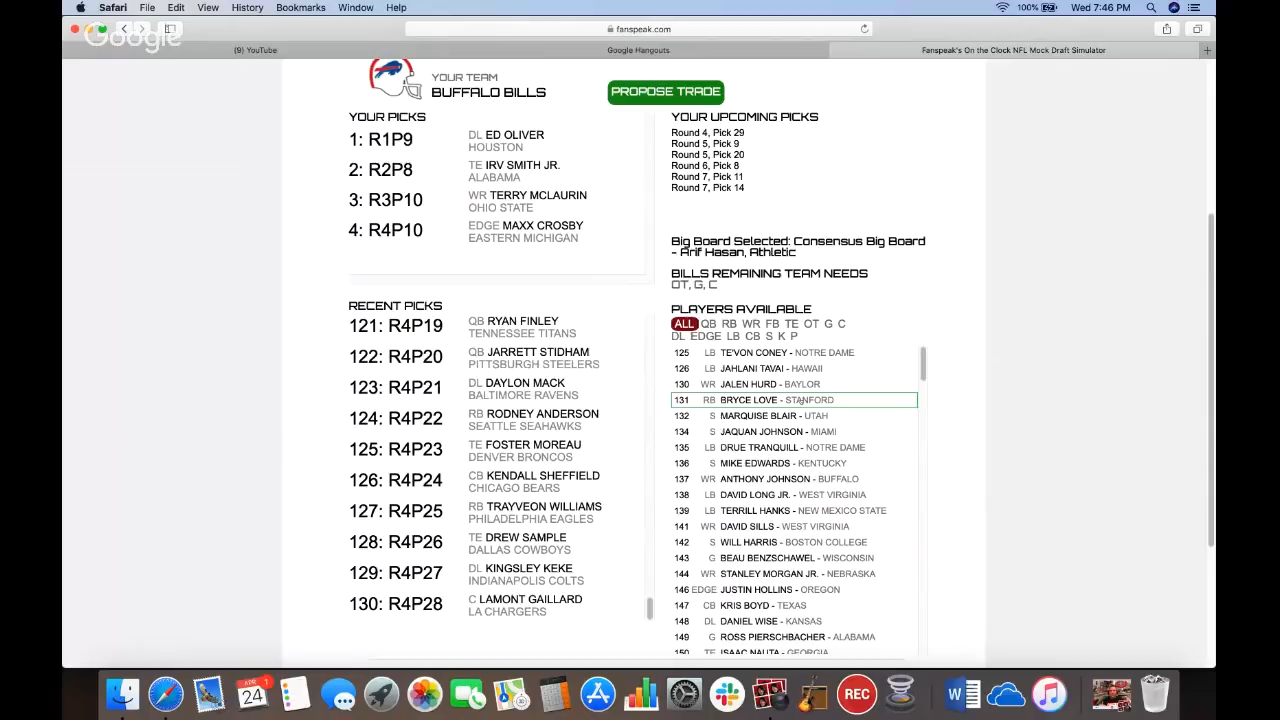 Safari File Edit View History Bookmarks Window Help
100% Wed 7:46 PM
Google
fanspeak.com
(9) YouTube
Google Hangouts
Fanspeak's On the Clock NFL Mock Draft Simulator
YOUR TEAM
BUFFALO BILLS
PROPOSE TRADE
YOUR PICKS
1: R1P9 DL ED OLIVER
HOUSTON
2: R2P8 TE IRV SMITH JR.
ALABAMA
3: R3P10 WR TERRY MCLAURIN
OHIO STATE
4: R4P10 EDGE MAXX CROSBY
EASTERN MICHIGAN
RECENT PICKS
121: R4P19 QB RYAN FINLEY
TENNESSEE TITANS
122: R4P20 QB JARRETT STIDHAM
PITTSBURGH STEELERS
123: R4P21 DL DAYLON MACK
BALTIMORE RAVENS
124: R4P22 RB RODNEY ANDERSON
SEATTLE SEAHAWKS
125: R4P23 TE FOSTER MOREAU
DENVER BRONCOS
126: R4P24 CB KENDALL SHEFFIELD
CHICAGO BEARS
127: R4P25 RB TRAYVEON WILLIAMS
PHILADELPHIA EAGLES
128: R4P26 TE DREW SAMPLE
DALLAS COWBOYS
129: R4P27 DL KINGSLEY KEKE
INDIANAPOLIS COLTS
130: R4P28 C LAMONT GAILLARD
LA CHARGERS
YOUR UPCOMING PICKS
Round 4, Pick 29
Round 5, Pick 9
Round 5, Pick 20
Round 6, Pick 8
Round 7, Pick 11
Round 7, Pick 14
Big Board Selected: Consensus Big Board
- Arif Hasan, Athletic
BILLS REMAINING TEAM NEEDS
OT, G, C
PLAYERS AVAILABLE
ALL QB RB WR FB TE OT G C
DL EDGE LB CB S K P
125 LB TE'VON CONEY - NOTRE DAME
126 LB JAHLANI TAVAI - HAWAII
130 WR JALEN HURD - BAYLOR
131 RB BRYCE LOVE - STANFORD
132 S MARQUISE BLAIR - UTAH
134 S JAQUAN JOHNSON - MIAMI
135 LB DRUE TRANQUILL - NOTRE DAME
136 S MIKE EDWARDS - KENTUCKY
137 WR ANTHONY JOHNSON - BUFFALO
138 LB DAVID LONG JR. - WEST VIRGINIA
139 LB TERRILL HANKS - NEW MEXICO STATE
141 WR DAVID SILLS - WEST VIRGINIA
142 S WILL HARRIS - BOSTON COLLEGE
143 G BEAU BENZSCHAWEL - WISCONSIN
144 WR STANLEY MORGAN JR. - NEBRASKA
146 EDGE JUSTIN HOLLINS - OREGON
147 CB KRIS BOYD - TEXAS
148 DL DANIEL WISE - KANSAS
149 G ROSS PIERSCHBACHER - ALABAMA
150 TE ISAAC NAUTA - GEORGIA
APR 1
24
REC
W